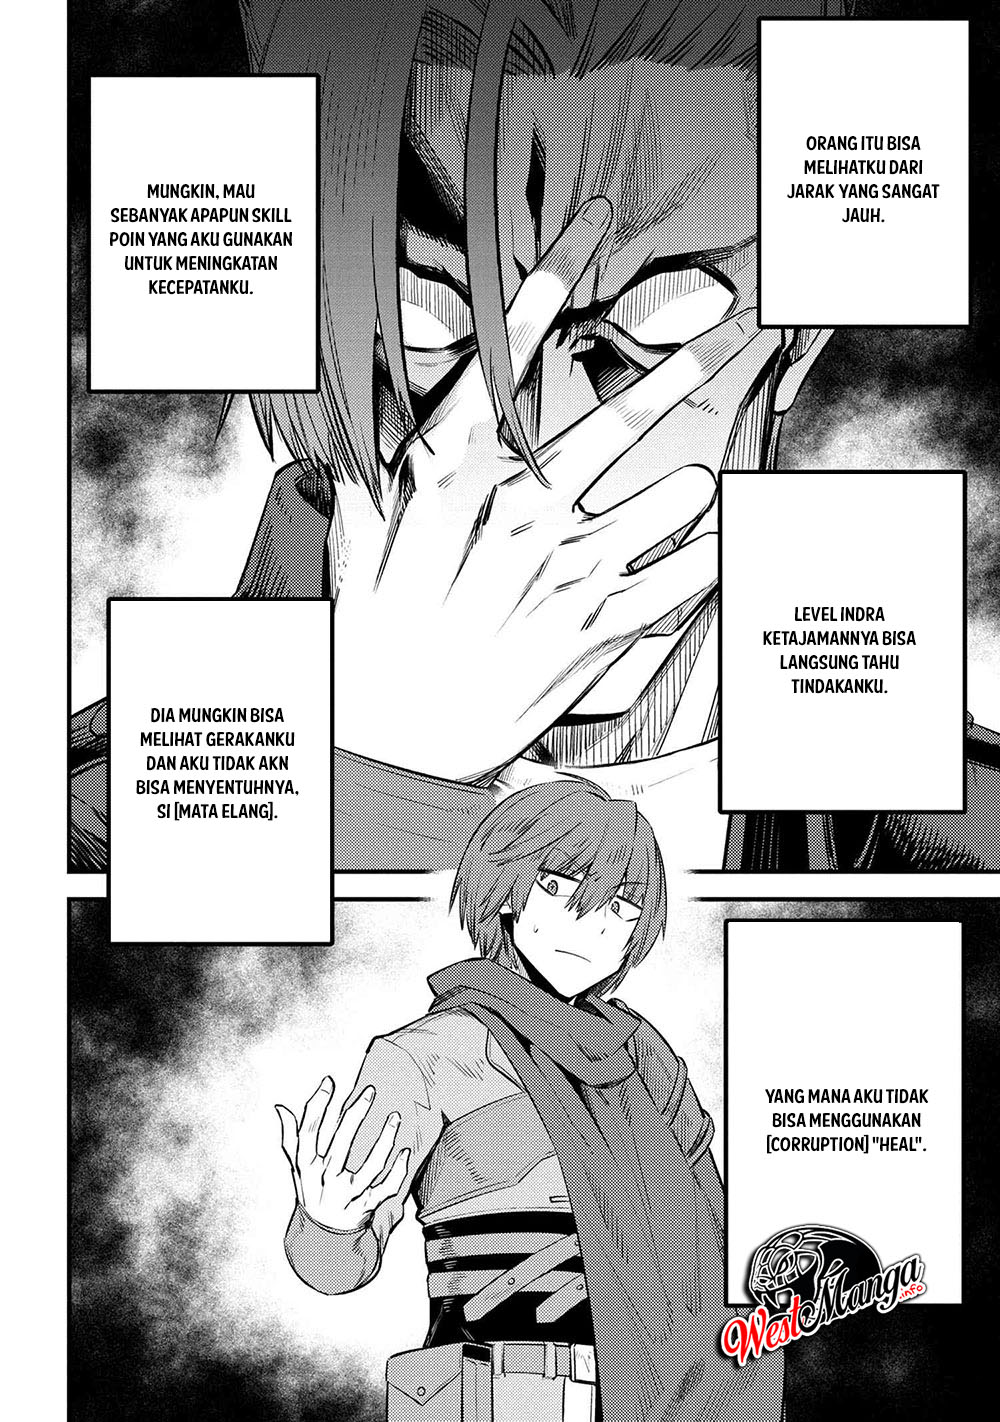 ORANG ITU BISA
MELIHATKU DARI
JARAK YANG SANGAT
JAUH.
MUNGKIN, MAU
SEBANYAK APAPUN SKILL
POIN YANG AKU GUNAKAN
UNTUK MENINGKATAN
KECEPATANKU.
LEVEL INDRA
KETAJAMANNYA BISA
LANGSUNG TAHU
TINDAKANKU.
DIA MUNGKIN BISA
MELIHAT GERAKANKU
DAN AKU TIDAK AKN
BISA MENYENTUHNYA,
SI [MATA ELANG].
YANG MANA AKU TIDAK
BISA MENGGUNAKAN
[CORRUPTION] "HEAL".
WestManga
.info